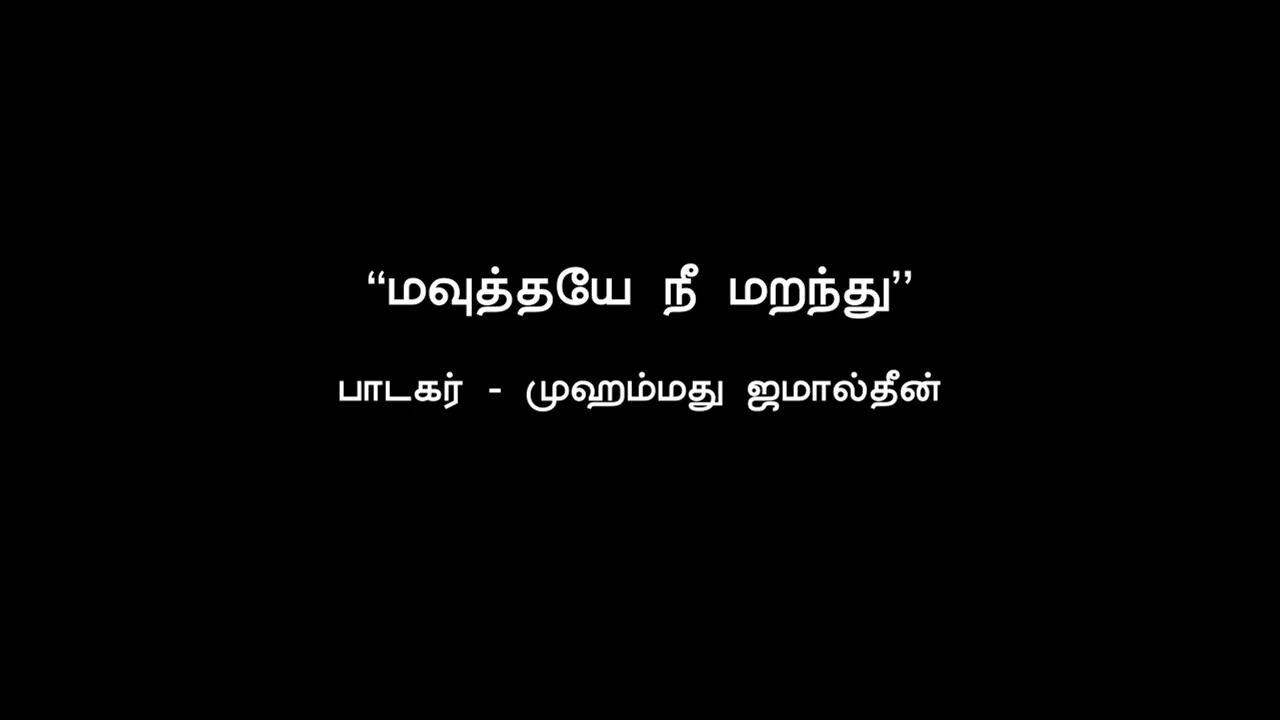 “மவுத்தயே நீ மறந்து”
பாடகர் - முஹம்மது ஜமால்தீன்